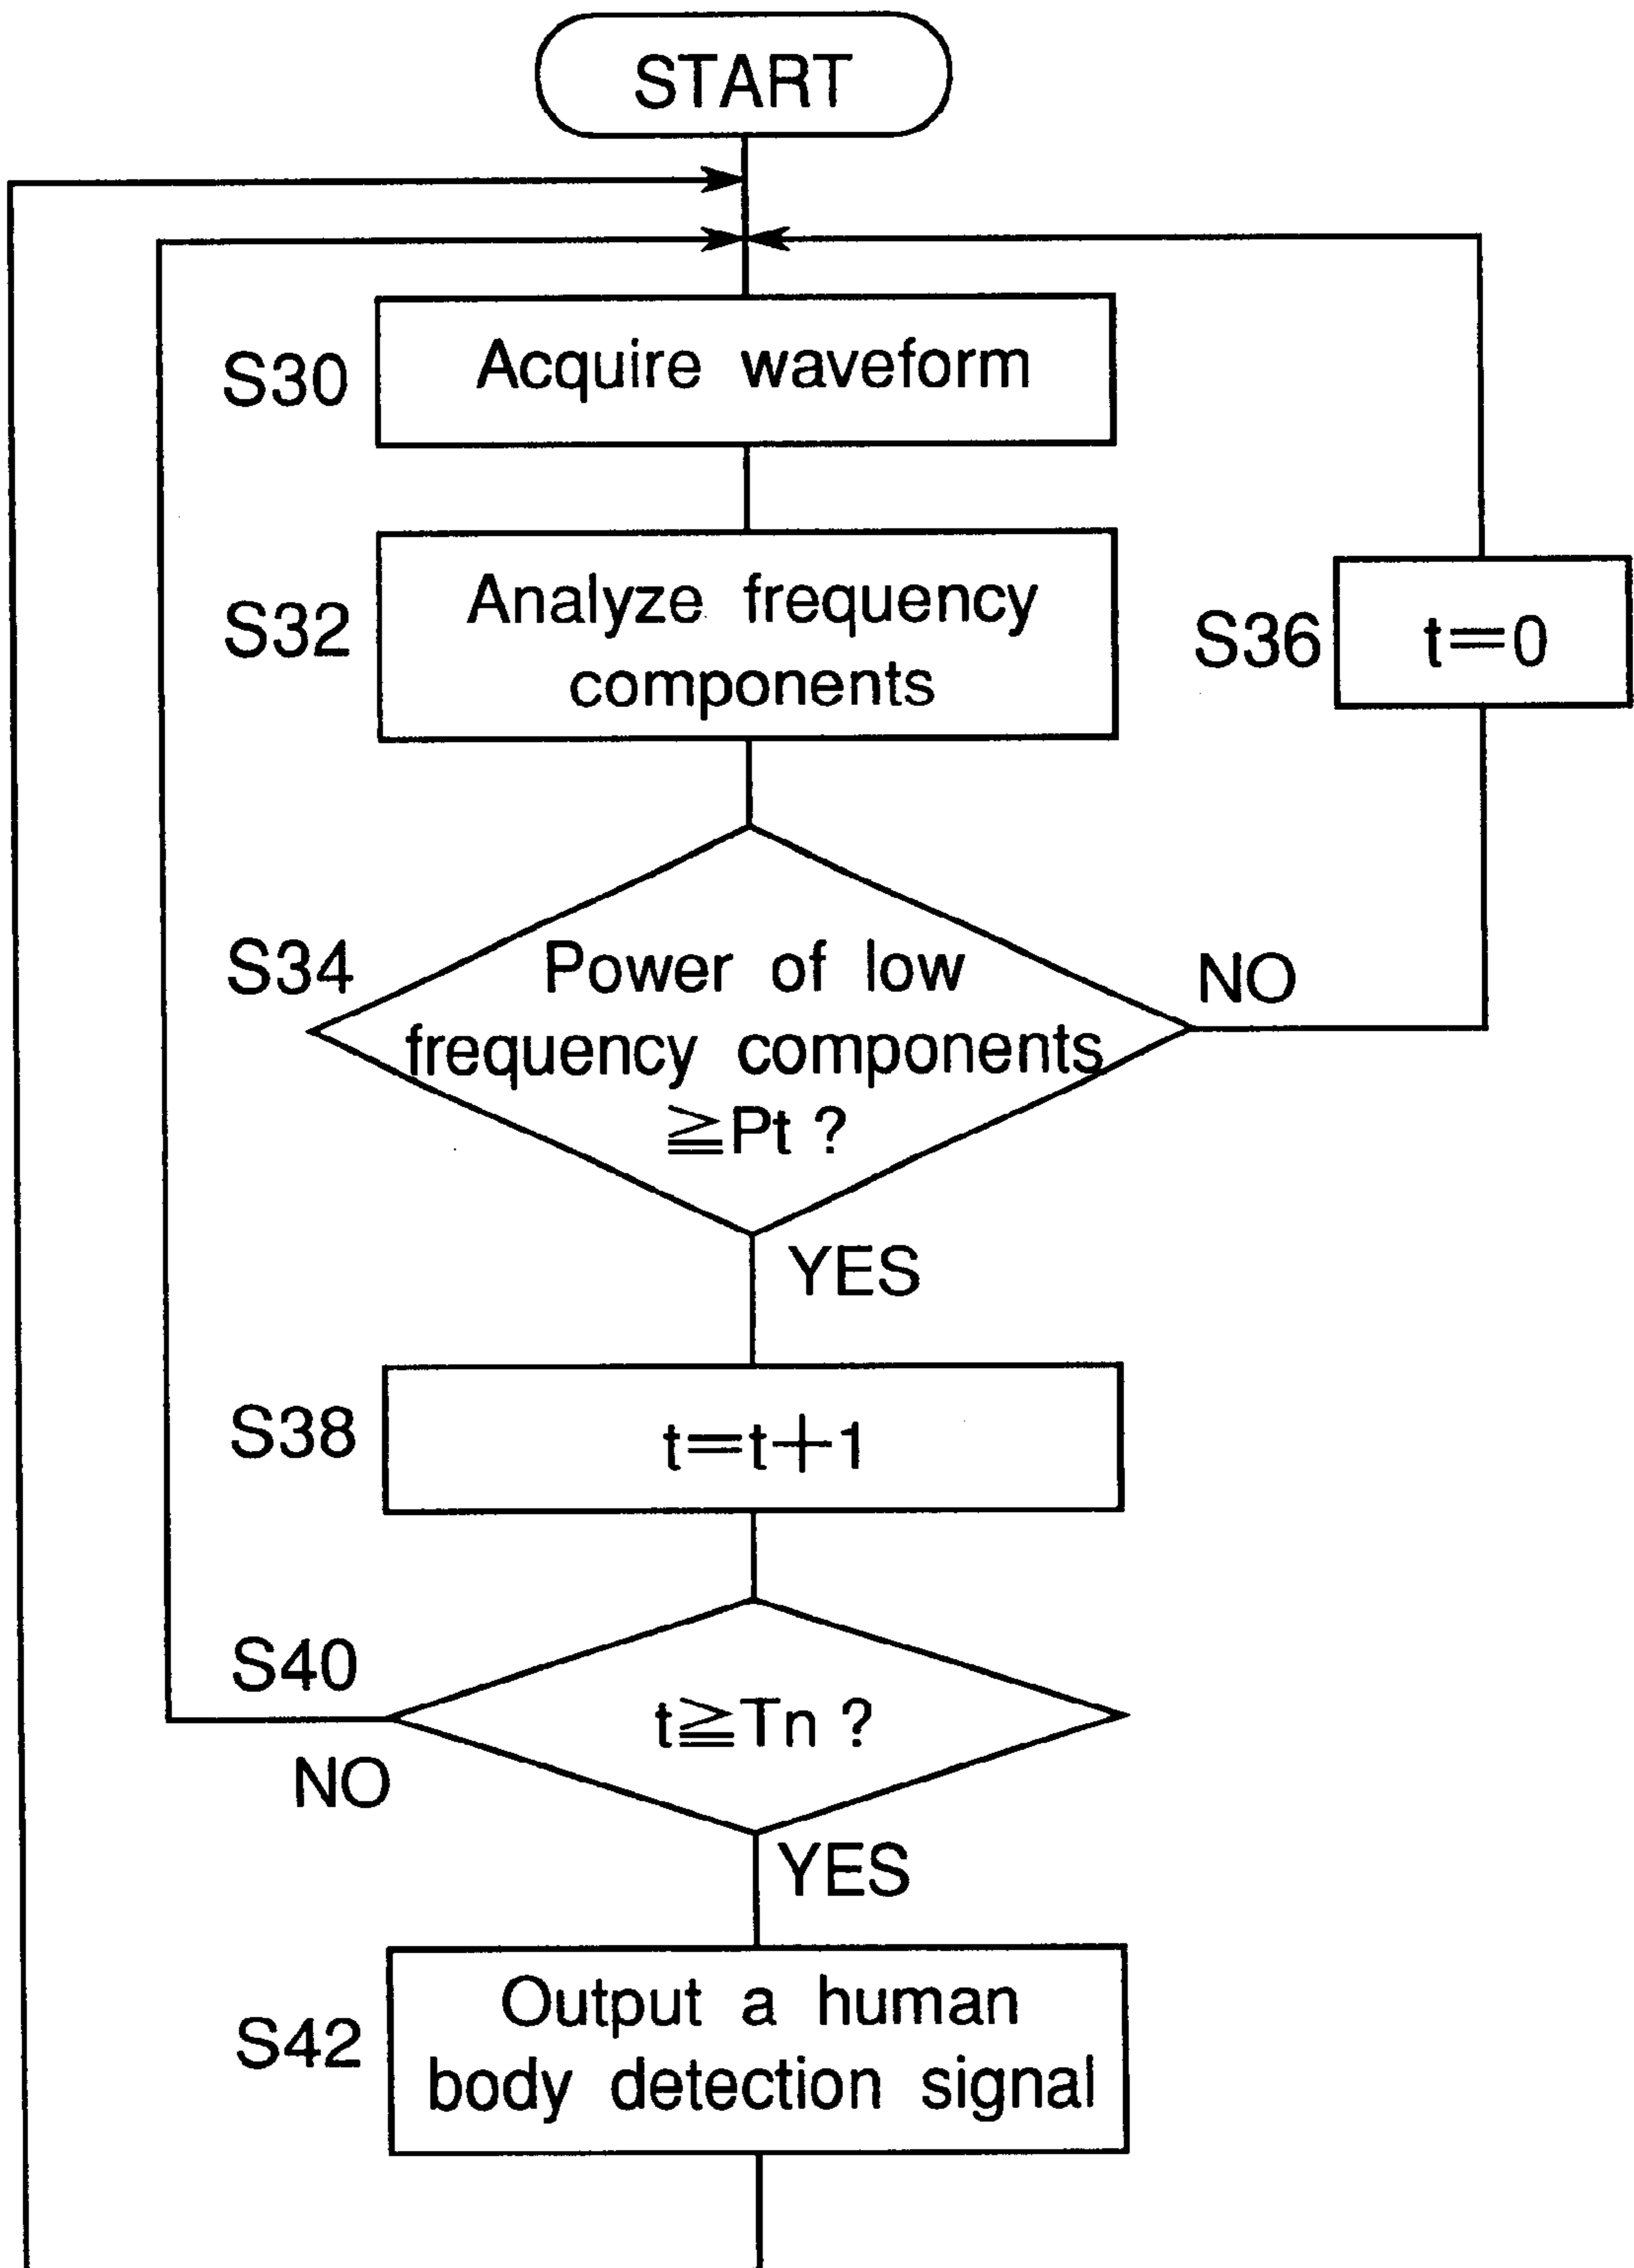 START
S30
Acquire waveform
S32
Analyze frequency
components
S36
t=0
S34
Power of low
frequency components
≧Pt ?
NO
YES
S38
t=t+1
S40
t≧Tn ?
NO
YES
S42
Output a human
body detection signal